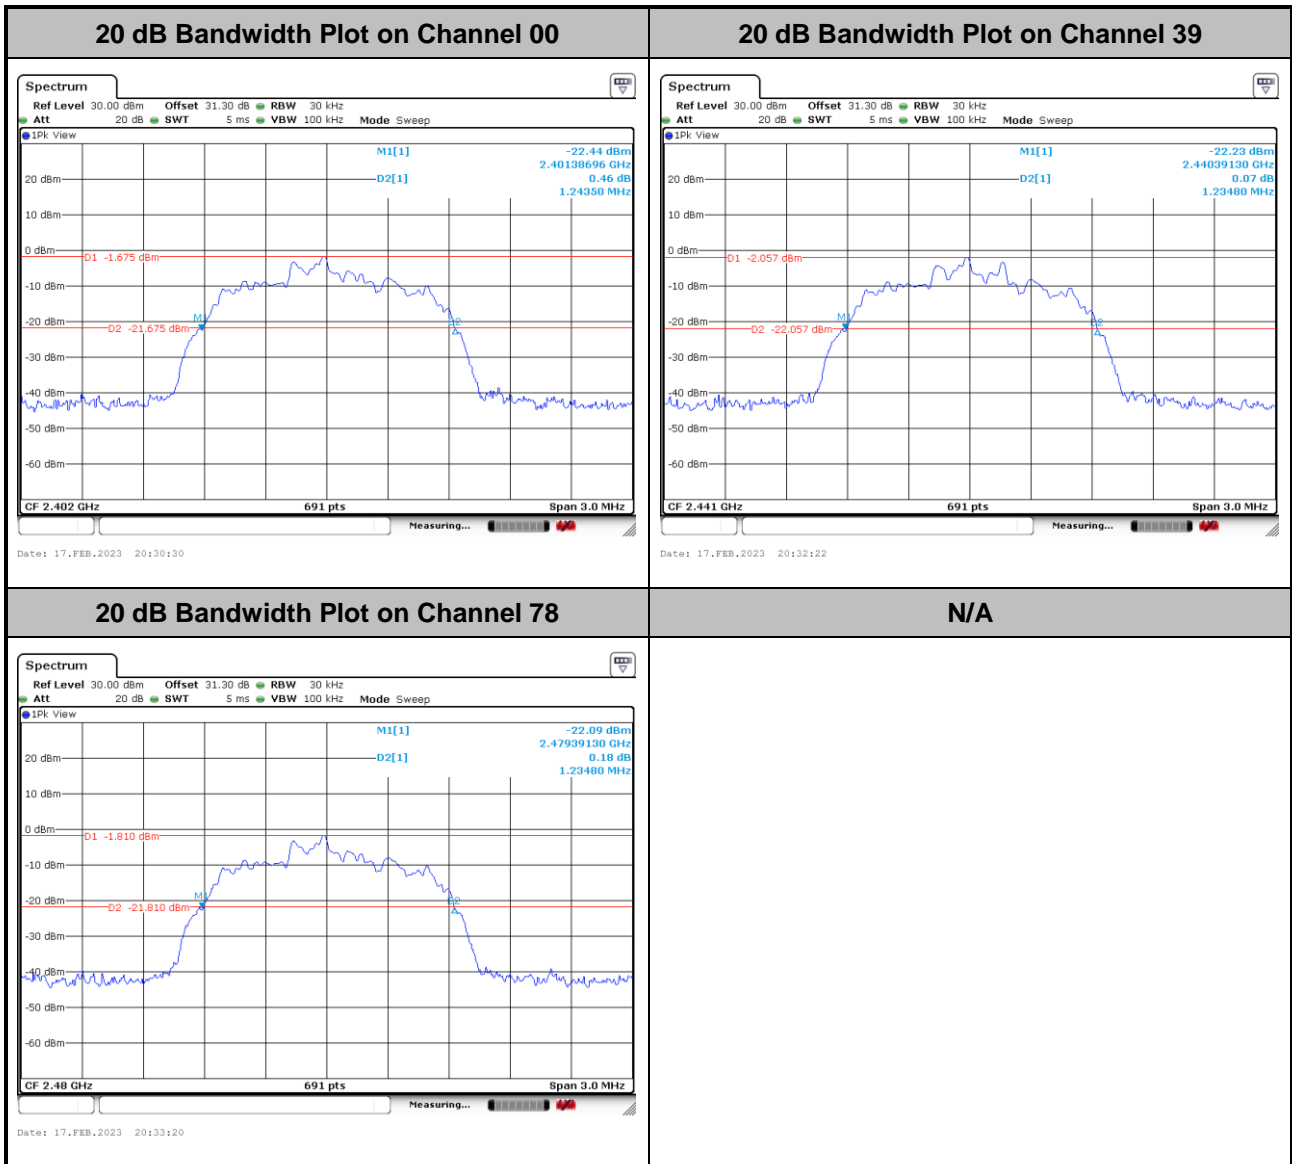 20 dB Bandwidth Plot on Channel 00
20 dB Bandwidth Plot on Channel 39
Spectrum
Ref Level 30.00 dBm Offset 31.30 dB RBW 30 kHz
Att 20 dB SWT 5 ms VBW 100 kHz Mode Sweep
1Pk View
M1[1] -22.44 dBm
2.40138696 GHz
D2[1] 0.46 dB
1.24350 MHz
20 dBm
10 dBm
0 dBm
D1 -1.675 dBm
-10 dBm
M1
-20 dBm
D2 -21.675 dBm
D2
-30 dBm
-40 dBm
-50 dBm
-60 dBm
CF 2.402 GHz 691 pts Span 3.0 MHz
Measuring...
Date: 17.FEB.2023 20:30:30
Spectrum
Ref Level 30.00 dBm Offset 31.30 dB RBW 30 kHz
Att 20 dB SWT 5 ms VBW 100 kHz Mode Sweep
1Pk View
M1[1] -22.23 dBm
2.44039130 GHz
D2[1] 0.07 dB
1.23480 MHz
20 dBm
10 dBm
0 dBm
D1 -2.057 dBm
-10 dBm
M1
-20 dBm
D2 -22.057 dBm
D2
-30 dBm
-40 dBm
-50 dBm
-60 dBm
CF 2.441 GHz 691 pts Span 3.0 MHz
Measuring...
Date: 17.FEB.2023 20:32:22
20 dB Bandwidth Plot on Channel 78
N/A
Spectrum
Ref Level 30.00 dBm Offset 31.30 dB RBW 30 kHz
Att 20 dB SWT 5 ms VBW 100 kHz Mode Sweep
1Pk View
M1[1] -22.09 dBm
2.47939130 GHz
D2[1] 0.18 dB
1.23480 MHz
20 dBm
10 dBm
0 dBm
D1 -1.810 dBm
-10 dBm
M1
-20 dBm
D2 -21.810 dBm
D2
-30 dBm
-40 dBm
-50 dBm
-60 dBm
CF 2.48 GHz 691 pts Span 3.0 MHz
Measuring...
Date: 17.FEB.2023 20:33:20